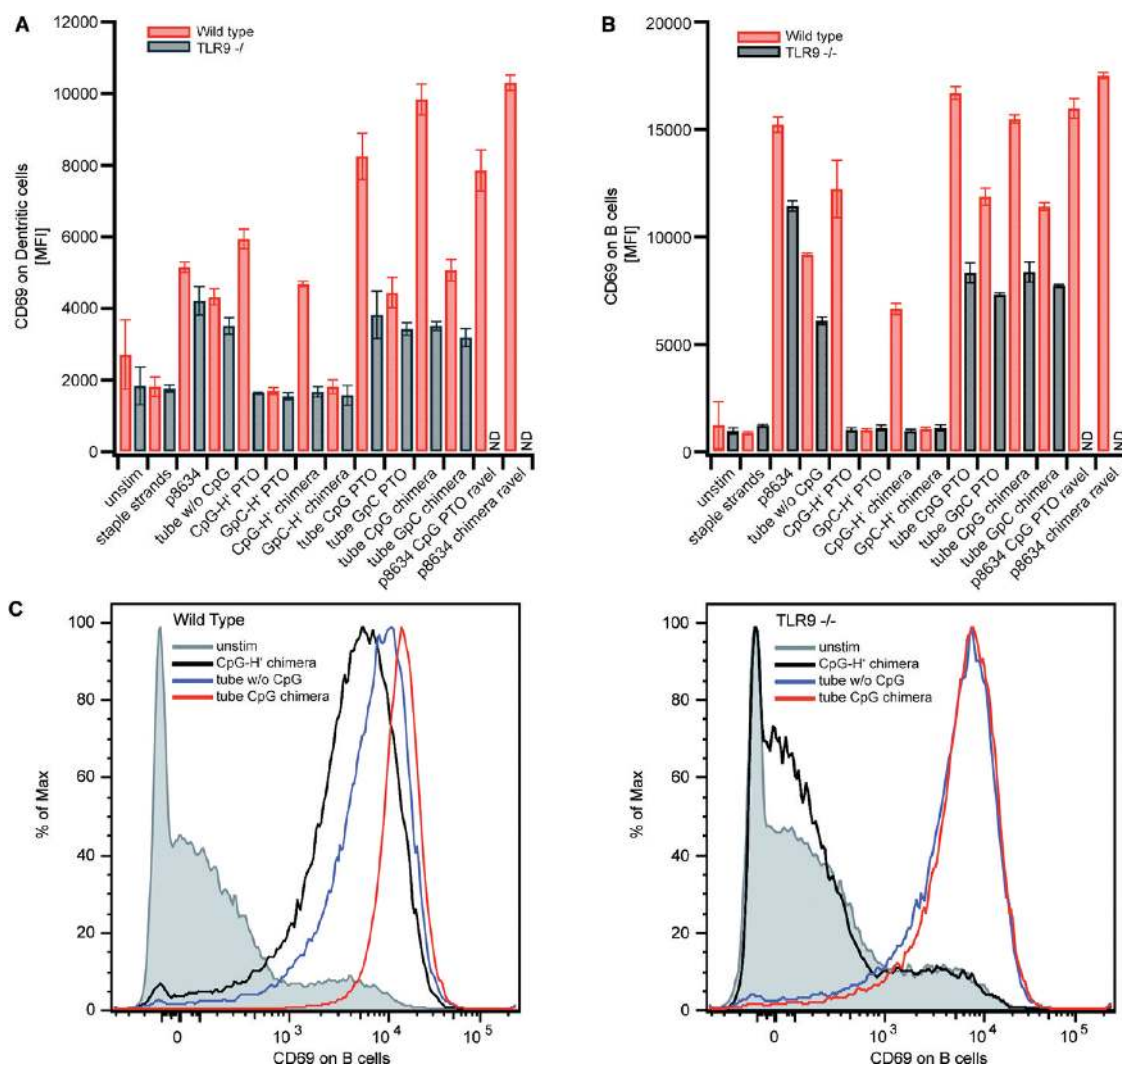 A
Wild type
TLR9 -/
12000
10000
8000
6000
4000
2000
0
CD69 on Dentritic cells
[MFI]
ND
ND
unstim
staple strands
p8634
tube w/o CpG
CpG-H' PTO
GpC-H' PTO
CpG-H' chimera
GpC-H' chimera
tube CpG PTO
tube GpC PTO
tube CpG chimera
tube GpC chimera
p8634 CpG PTO ravel
p8634 chimera ravel
B
Wild type
TLR9 -/-
20000
15000
10000
5000
0
CD69 on B cells
[MFI]
ND
ND
unstim
staple strands
p8634
tube w/o CpG
CpG-H' PTO
GpC-H' PTO
CpG-H' chimera
GpC-H' chimera
tube CpG PTO
tube GpC PTO
tube CpG chimera
tube GpC chimera
p8634 CpG PTO ravel
p8634 chimera ravel
C
Wild Type
unstim
CpG-H' chimera
tube w/o CpG
tube CpG chimera
100
80
60
40
20
0
% of Max
0 10^3 10^4 10^5
CD69 on B cells
TLR9 -/-
unstim
CpG-H' chimera
tube w/o CpG
tube CpG chimera
100
80
60
40
20
0
% of Max
0 10^3 10^4 10^5
CD69 on B cells